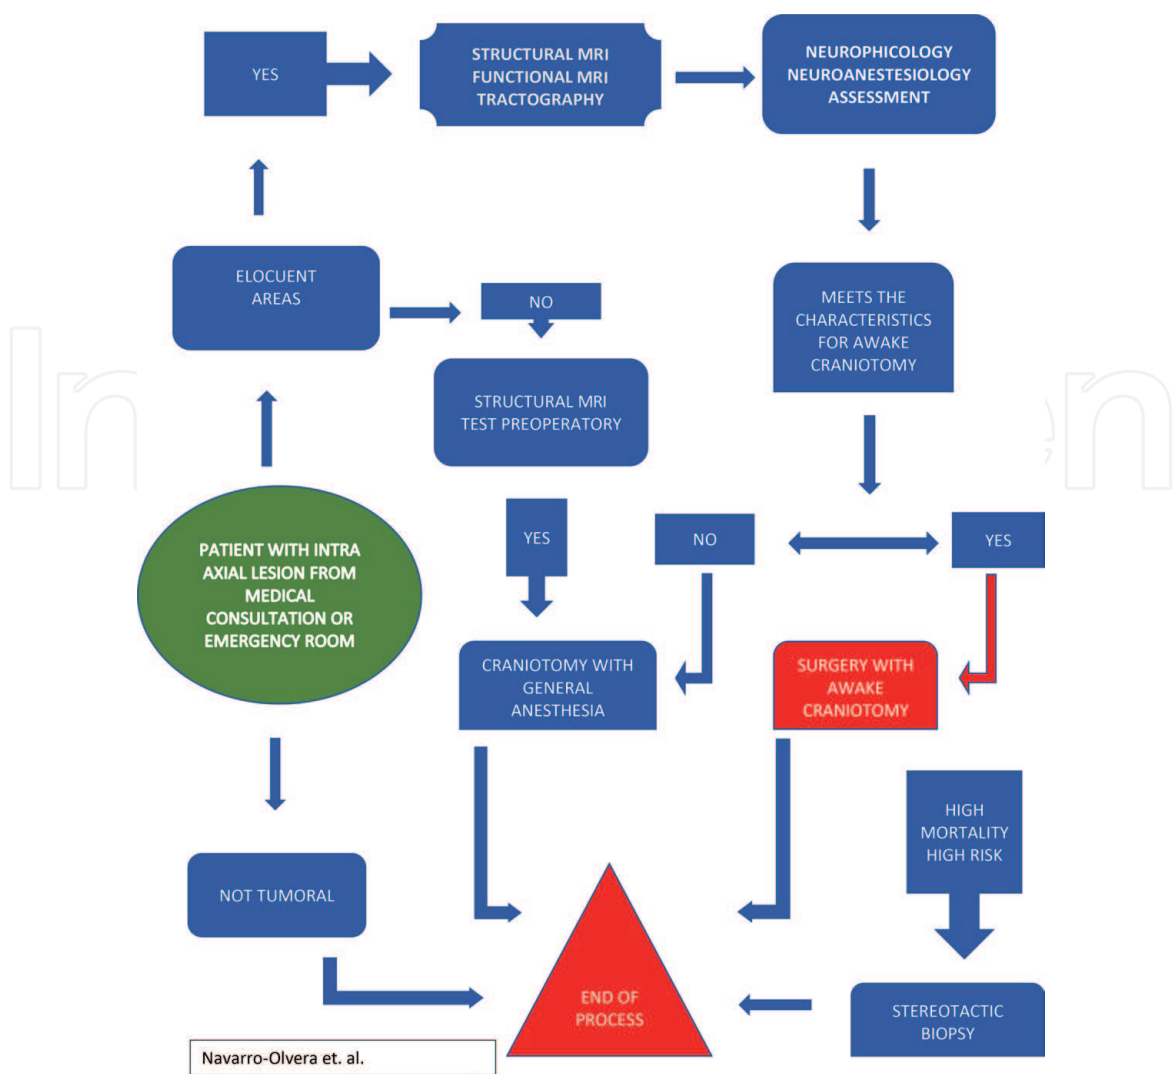 YES
STRUCTURAL MRI
FUNCTIONAL MRI
TRACTOGRAPHY
NEUROPHICOLOGY
NEUROANESTESIOLOGY
ASSESSMENT
ELOCUENT
AREAS
NO
MEETS THE
CHARACTERISTICS
FOR AWAKE
CRANIOTOMY
STRUCTURAL MRI
TEST PREOPERATORY
PATIENT WITH INTRA
AXIAL LESION FROM
MEDICAL
CONSULTATION OR
EMERGENCY ROOM
YES
NO
YES
CRANIOTOMY WITH
GENERAL
ANESTHESIA
SURGERY WITH
AWAKE
CRANIOTOMY
HIGH
MORTALITY
HIGH RISK
NOT TUMORAL
END OF
PROCESS
STEREOTACTIC
BIOPSY
Navarro-Olvera et. al.